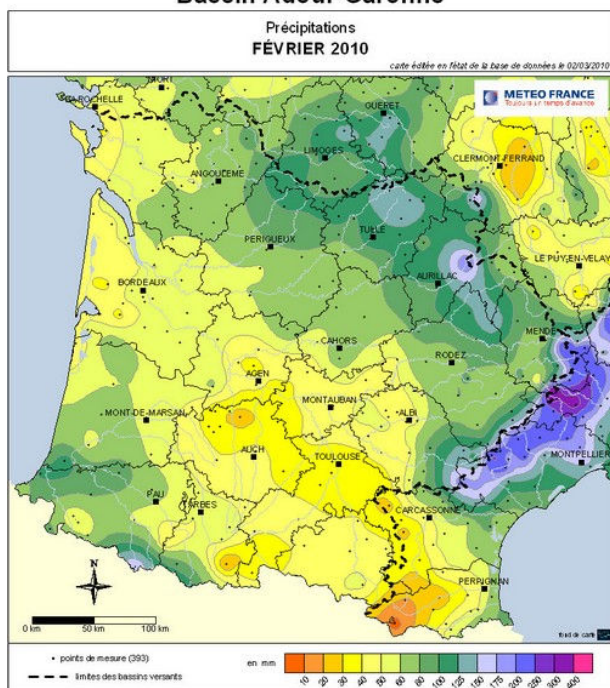 Bassin Adour-Garonne
Précipitations
FÉVRIER 2010
carte éditée en l'état de la base de données le 02/03/2010
METEO FRANCE
Toujours un temps d'avance
NIORT
LA ROCHELLE
GUERET
LIMOGES
CLERMONT-FERRAND
ANGOULEME
TULLE
PERIGUEUX
LE PUY-EN-VELAY
AURILLAC
BORDEAUX
MENDE
CAHORS
RODEZ
AGEN
MONTAUBAN
ALBI
MONT-DE-MARSAN
MONTPELLIER
AUCH
TOULOUSE
PAU
TARBES
CARCASSONNE
PERPIGNAN
N
0 km 50 km 100 km
fond de carte
points de mesure (393)
limites des bassins versants
en mm
10 20 30 40 50 60 80 100 125 150 175 200 250 300 400